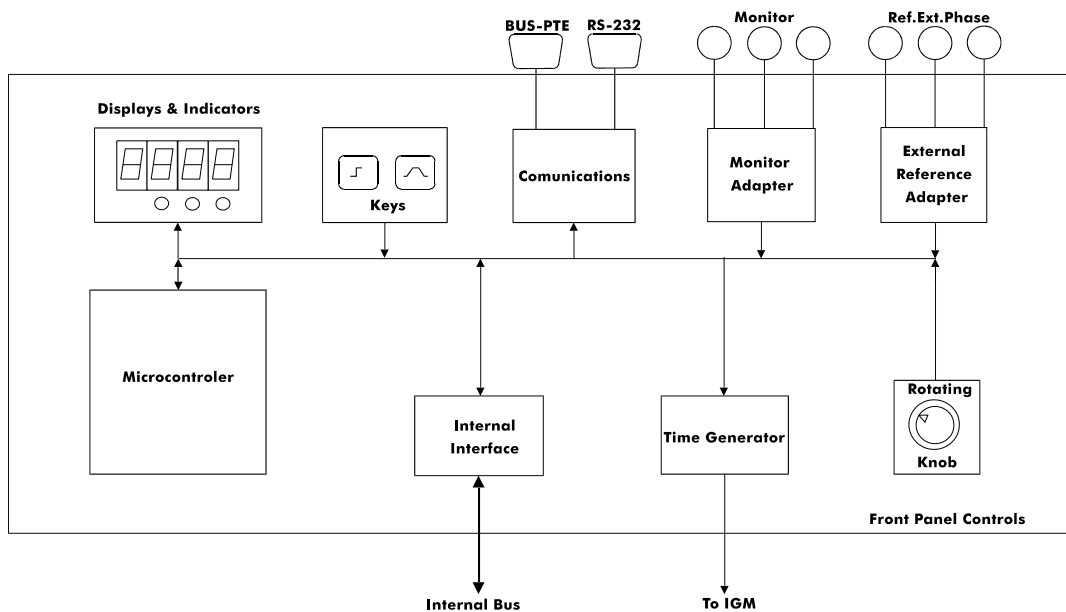 BUS-PTE
RS-232
Monitor
Ref.Ext.Phase
Displays & Indicators
Keys
Comunications
Monitor
Adapter
External
Reference
Adapter
Microcontroler
Internal
Interface
Time Generator
Rotating
Knob
Front Panel Controls
Internal Bus
To IGM